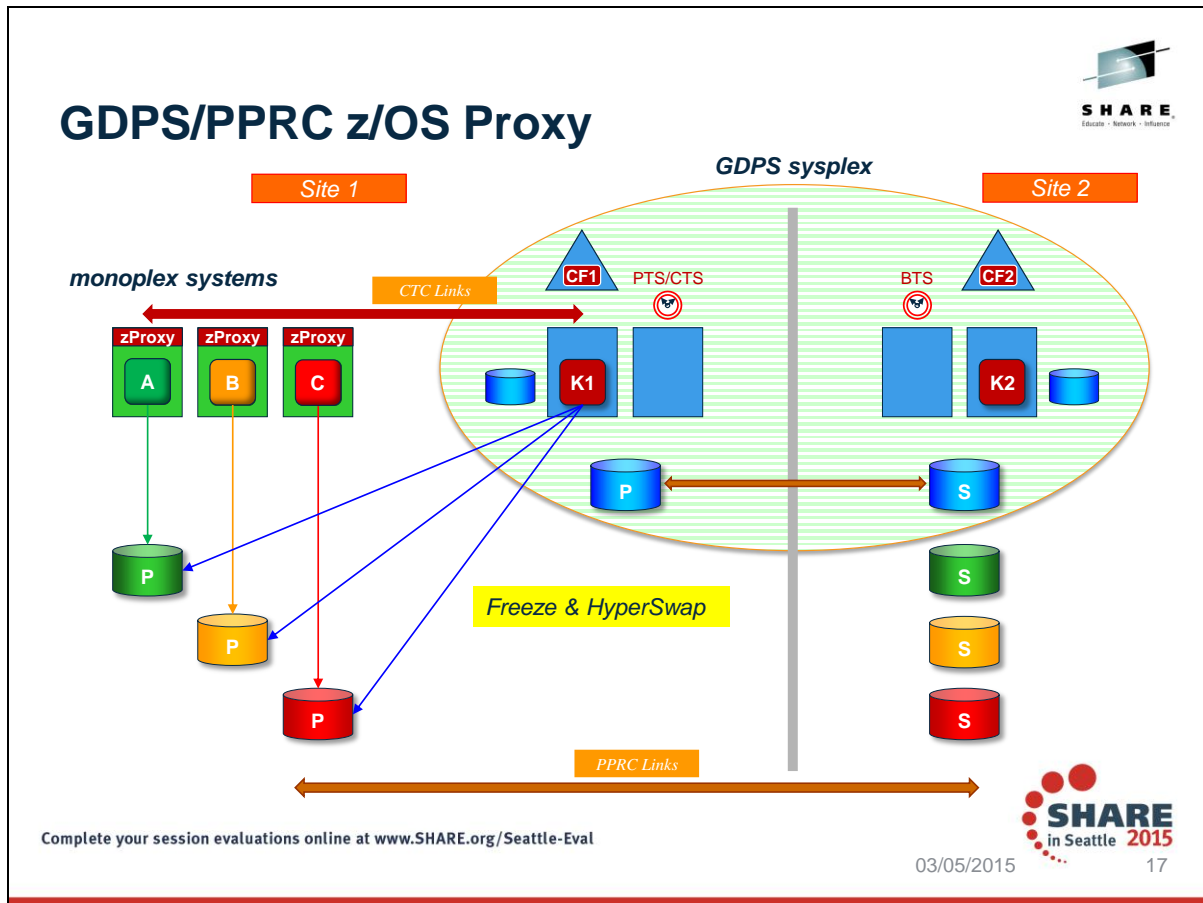 SHARE
Educate · Network · Influence
GDPS/PPRC z/OS Proxy
GDPS sysplex
Site 1
Site 2
CF1
PTS/CTS
BTS
CF2
monoplex systems
CTC Links
zProxy
zProxy
zProxy
A
B
C
K1
K2
P
S
P
S
Freeze & HyperSwap
P
S
P
S
PPRC Links
SHARE
in Seattle 2015
Complete your session evaluations online at www.SHARE.org/Seattle-Eval
03/05/2015
17